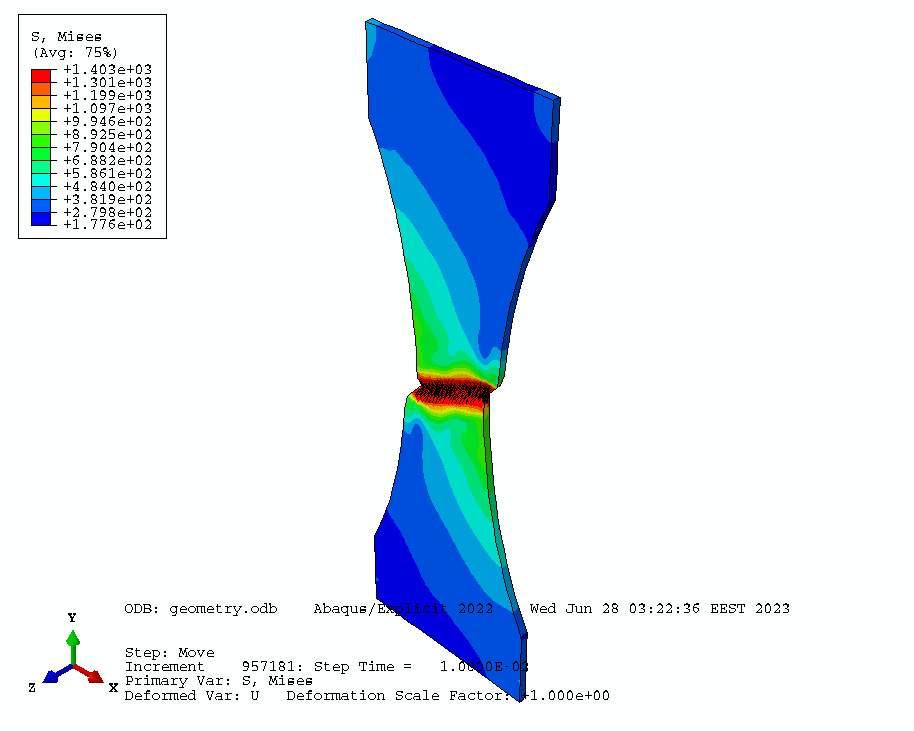 S, Mises
(Avg: 75%)
+1.403e+03
+1.301e+03
+1.199e+03
+1.097e+03
+9.946e+02
+8.925e+02
+7.904e+02
+6.882e+02
+5.861e+02
+4.840e+02
+3.819e+02
+2.798e+02
+1.776e+02
ODB: geometry.odb Abaqus/Explicit 2022 Wed Jun 28 03:22:36 EEST 2023
Y
Z
X
Step: Move
Increment 957181: Step Time = 1.0000E-02
Primary Var: S, Mises
Deformed Var: U Deformation Scale Factor: +1.000e+00